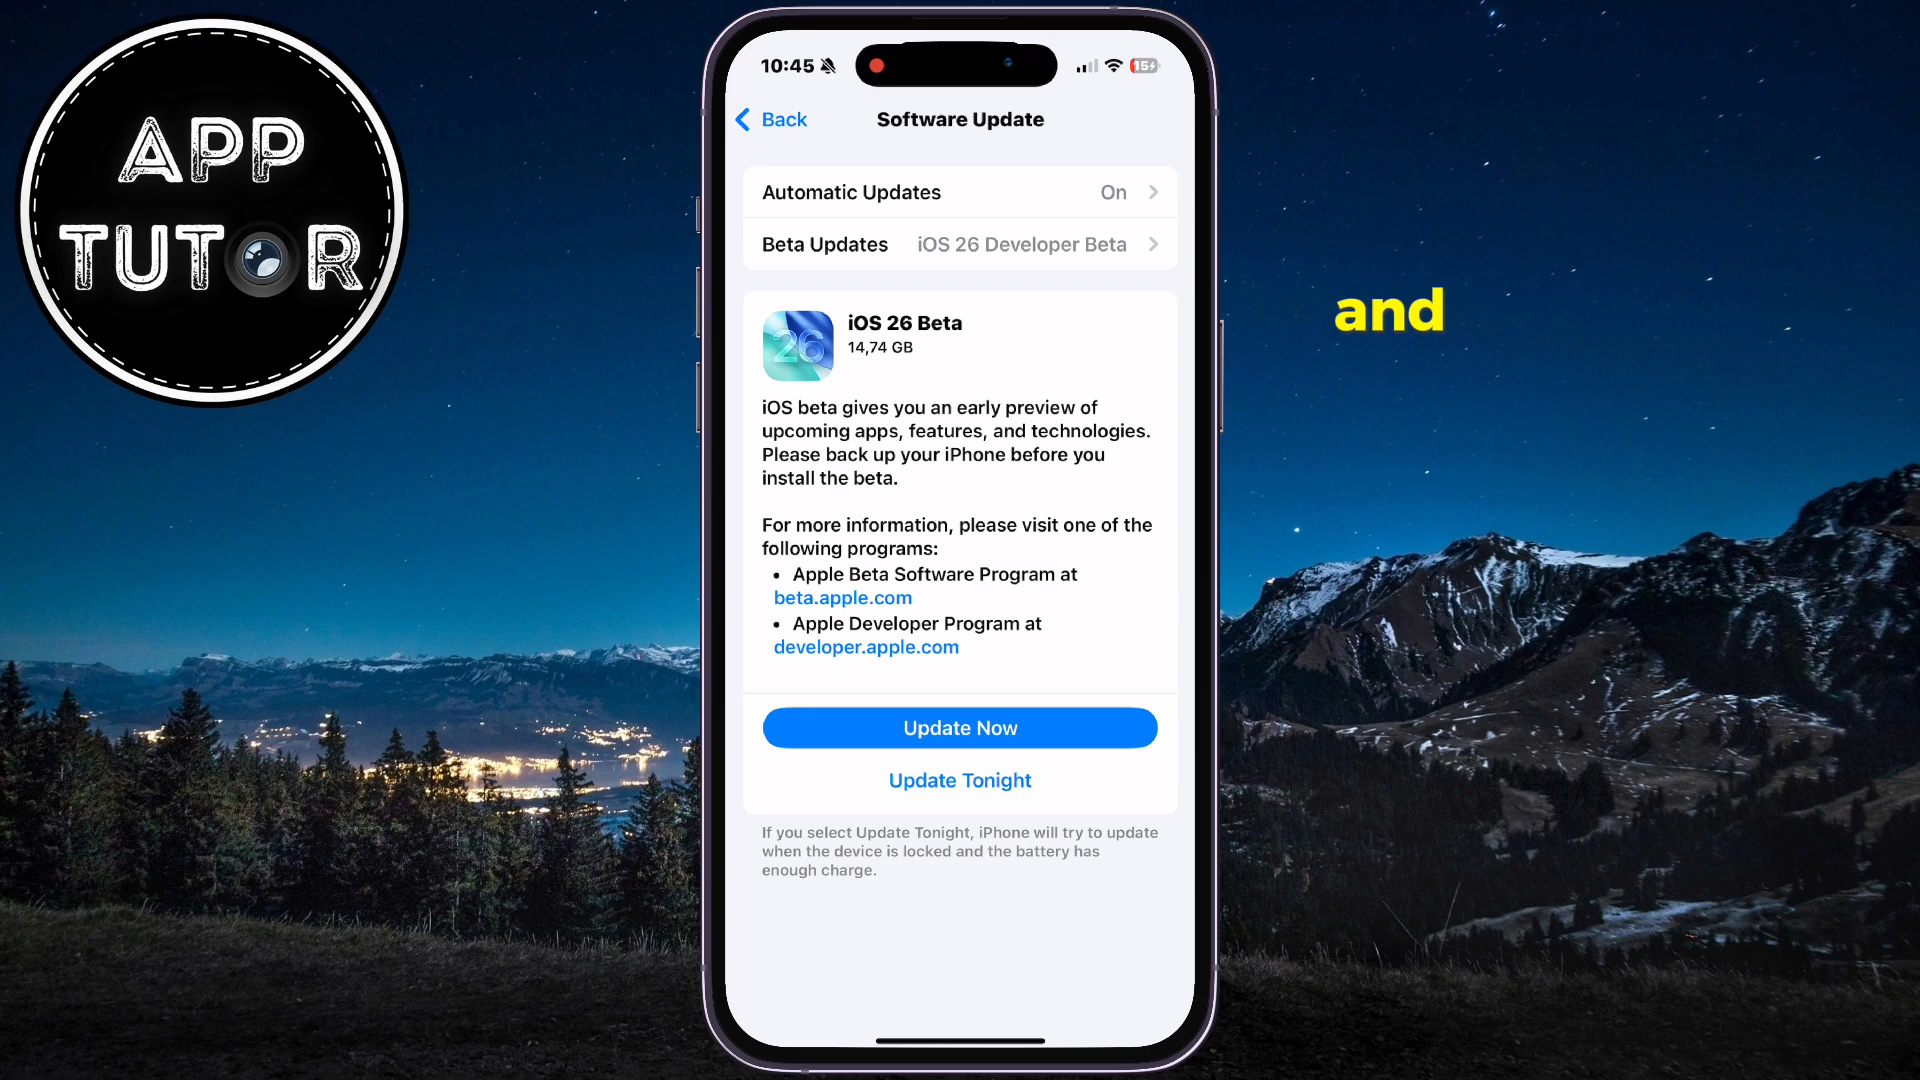 APP
TUTOR
10:45
15
Back
Software Update
Automatic Updates On
Beta Updates iOS 26 Developer Beta
26
iOS 26 Beta
14,74 GB
iOS beta gives you an early preview of
upcoming apps, features, and technologies.
Please back up your iPhone before you
install the beta.
For more information, please visit one of the
following programs:
• Apple Beta Software Program at
beta.apple.com
• Apple Developer Program at
developer.apple.com
Update Now
Update Tonight
If you select Update Tonight, iPhone will try to update
when the device is locked and the battery has
enough charge.
and